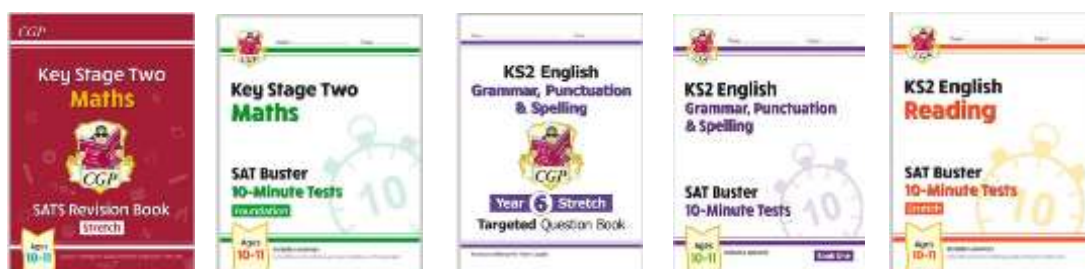 CGP
Key Stage Two
Maths
CGP
SATS Revision Book
Stretch
Ages
10-11
Key Stage Two
Maths
SAT Buster
10-Minute Tests
Foundation
10
Ages
10-11
KS2 English
Grammar, Punctuation
& Spelling
CGP
Year 6 Stretch
Targeted Question Book
KS2 English
Grammar, Punctuation
& Spelling
SAT Buster
10-Minute Tests
10
Ages
10-11
KS2 English
Reading
SAT Buster
10-Minute Tests
Stretch
10
Ages
10-11